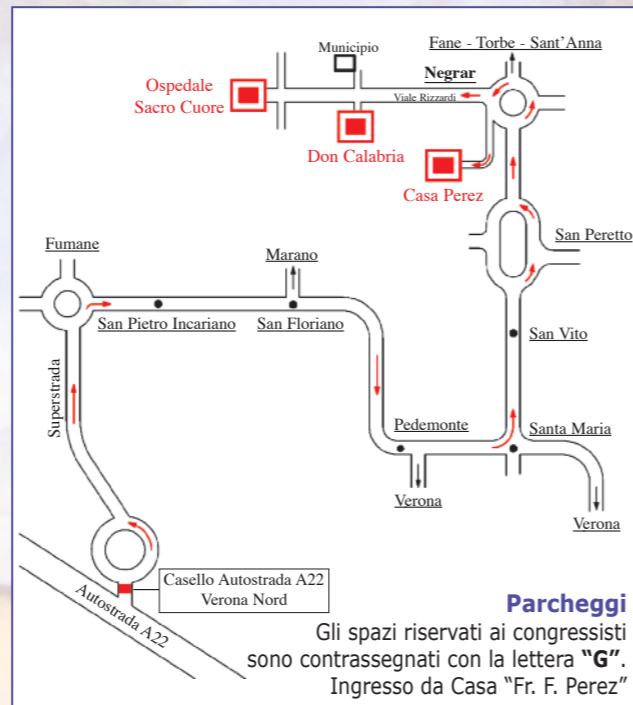 Municipio
Fane - Torbe - Sant'Anna
Negrar
Ospedale
Sacro Cuore
Viale Rizzardi
Don Calabria
Casa Perez
San Peretto
Fumane
Marano
San Pietro Incariano
San Floriano
San Vito
Superstrada
Pedemonte
Santa Maria
Verona
Verona
Casello Autostrada A22
Verona Nord
Autostrada A22
Parcheggi
Gli spazi riservati ai congressisti
sono contrassegnati con la lettera "G".
Ingresso da Casa "Fr. F. Perez"